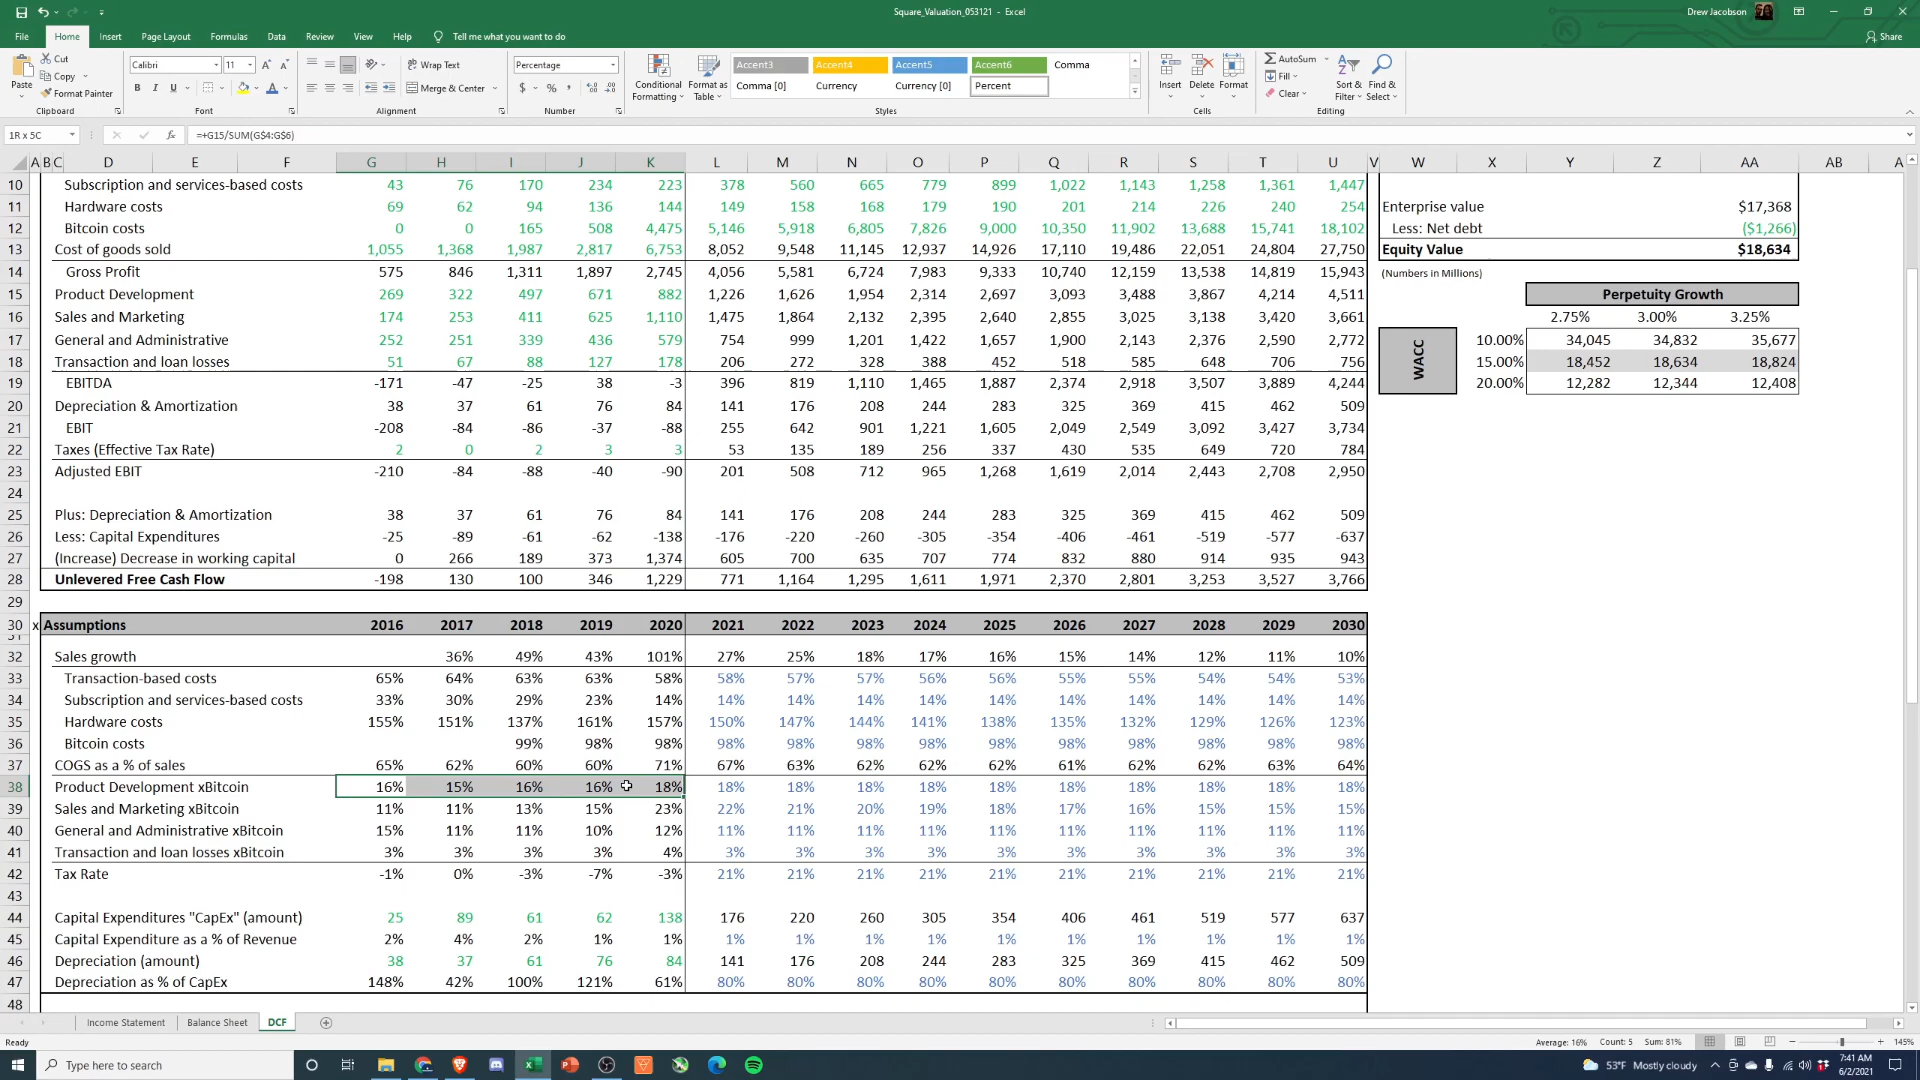 Square_Valuation_053121 - Excel
Drew Jacobson
File Home Insert Page Layout Formulas Data Review View Help Tell me what you want to do Share
Paste Cut Copy Format Painter Clipboard
Calibri 11 B I U A A Font
Wrap Text Merge & Center Alignment
Percentage $ % , Number
Conditional Formatting Format as Table
Accent3 Accent4 Accent5 Accent6 Comma
Comma [0] Currency Currency [0] Percent
Styles
Insert Delete Format Cells
AutoSum Fill Clear Sort & Filter Find & Select Editing
1R x 5C fx =+G15/SUM(G$4:G$6)
A B C D E F G H I J K L M N O P Q R S T U V W X Y Z AA AB A
10 Subscription and services-based costs 43 76 170 234 223 378 560 665 779 899 1,022 1,143 1,258 1,361 1,447
11 Hardware costs 69 62 94 136 144 149 158 168 179 190 201 214 226 240 254 Enterprise value $17,368
12 Bitcoin costs 0 0 165 508 4,475 5,146 5,918 6,805 7,826 9,000 10,350 11,902 13,688 15,741 18,102 Less: Net debt ($1,266)
13 Cost of goods sold 1,055 1,368 1,987 2,817 6,753 8,052 9,548 11,145 12,937 14,926 17,110 19,486 22,051 24,804 27,750 Equity Value $18,634
14 Gross Profit 575 846 1,311 1,897 2,745 4,056 5,581 6,724 7,983 9,333 10,740 12,159 13,538 14,819 15,943 (Numbers in Millions)
15 Product Development 269 322 497 671 882 1,226 1,626 1,954 2,314 2,697 3,093 3,488 3,867 4,214 4,511 Perpetuity Growth
16 Sales and Marketing 174 253 411 625 1,110 1,475 1,864 2,132 2,395 2,640 2,855 3,025 3,138 3,420 3,661 2.75% 3.00% 3.25%
17 General and Administrative 252 251 339 436 579 754 999 1,201 1,422 1,657 1,900 2,143 2,376 2,590 2,772 WACC 10.00% 34,045 34,832 35,677
18 Transaction and loan losses 51 67 88 127 178 206 272 328 388 452 518 585 648 706 756 15.00% 18,452 18,634 18,824
19 EBITDA -171 -47 -25 38 -3 396 819 1,110 1,465 1,887 2,374 2,918 3,507 3,889 4,244 20.00% 12,282 12,344 12,408
20 Depreciation & Amortization 38 37 61 76 84 141 176 208 244 283 325 369 415 462 509
21 EBIT -208 -84 -86 -37 -88 255 642 901 1,221 1,605 2,049 2,549 3,092 3,427 3,734
22 Taxes (Effective Tax Rate) 2 0 2 3 3 53 135 189 256 337 430 535 649 720 784
23 Adjusted EBIT -210 -84 -88 -40 -90 201 508 712 965 1,268 1,619 2,014 2,443 2,708 2,950
24
25 Plus: Depreciation & Amortization 38 37 61 76 84 141 176 208 244 283 325 369 415 462 509
26 Less: Capital Expenditures -25 -89 -61 -62 -138 -176 -220 -260 -305 -354 -406 -461 -519 -577 -637
27 (Increase) Decrease in working capital 0 266 189 373 1,374 605 700 635 707 774 832 880 914 935 943
28 Unlevered Free Cash Flow -198 130 100 346 1,229 771 1,164 1,295 1,611 1,971 2,370 2,801 3,253 3,527 3,766
29
30 x Assumptions 2016 2017 2018 2019 2020 2021 2022 2023 2024 2025 2026 2027 2028 2029 2030
31
32 Sales growth 36% 49% 43% 101% 27% 25% 18% 17% 16% 15% 14% 12% 11% 10%
33 Transaction-based costs 65% 64% 63% 63% 58% 58% 57% 57% 56% 56% 55% 55% 54% 54% 53%
34 Subscription and services-based costs 33% 30% 29% 23% 14% 14% 14% 14% 14% 14% 14% 14% 14% 14% 14%
35 Hardware costs 155% 151% 137% 161% 157% 150% 147% 144% 141% 138% 135% 132% 129% 126% 123%
36 Bitcoin costs 99% 98% 98% 98% 98% 98% 98% 98% 98% 98% 98% 98% 98%
37 COGS as a % of sales 65% 62% 60% 60% 71% 67% 63% 62% 62% 62% 61% 62% 62% 63% 64%
38 Product Development xBitcoin 16% 15% 16% 16% 18% 18% 18% 18% 18% 18% 18% 18% 18% 18% 18%
39 Sales and Marketing xBitcoin 11% 11% 13% 15% 23% 22% 21% 20% 19% 18% 17% 16% 15% 15% 15%
40 General and Administrative xBitcoin 15% 11% 11% 10% 12% 11% 11% 11% 11% 11% 11% 11% 11% 11% 11%
41 Transaction and loan losses xBitcoin 3% 3% 3% 3% 4% 3% 3% 3% 3% 3% 3% 3% 3% 3% 3%
42 Tax Rate -1% 0% -3% -7% -3% 21% 21% 21% 21% 21% 21% 21% 21% 21% 21%
43
44 Capital Expenditures "CapEx" (amount) 25 89 61 62 138 176 220 260 305 354 406 461 519 577 637
45 Capital Expenditure as a % of Revenue 2% 4% 2% 1% 1% 1% 1% 1% 1% 1% 1% 1% 1% 1% 1%
46 Depreciation (amount) 38 37 61 76 84 141 176 208 244 283 325 369 415 462 509
47 Depreciation as % of CapEx 148% 42% 100% 121% 61% 80% 80% 80% 80% 80% 80% 80% 80% 80% 80%
48
Income Statement Balance Sheet DCF
Ready Average: 16% Count: 5 Sum: 81% 145%
Type here to search 53°F Mostly cloudy 7:41 AM
6/2/2021